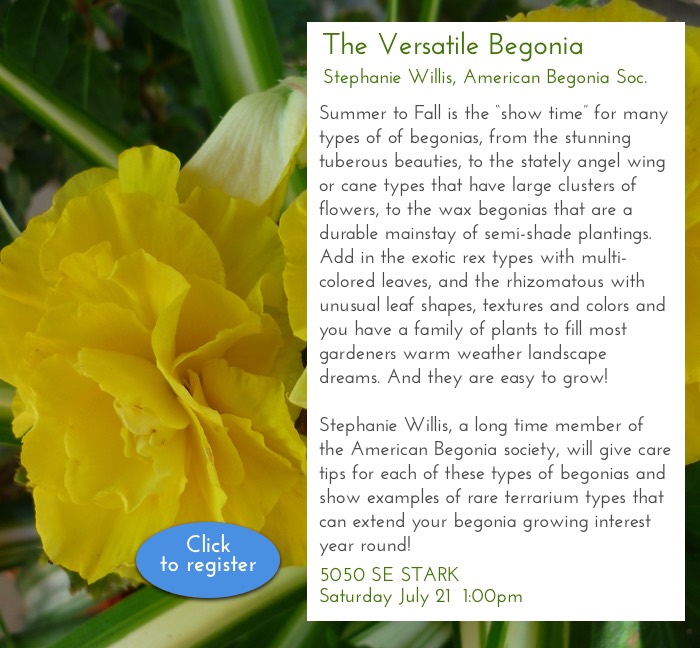 The Versatile Begonia
Stephanie Willis, American Begonia Soc.
Summer to Fall is the “show time” for many
types of of begonias, from the stunning
tuberous beauties, to the stately angel wing
or cane types that have large clusters of
flowers, to the wax begonias that are a
durable mainstay of semi-shade plantings.
Add in the exotic rex types with multi-
colored leaves, and the rhizomatous with
unusual leaf shapes, textures and colors and
you have a family of plants to fill most
gardeners warm weather landscape
dreams. And they are easy to grow!
Stephanie Willis, a long time member of
the American Begonia society, will give care
tips for each of these types of begonias and
show examples of rare terrarium types that
can extend your begonia growing interest
year round!
5050 SE STARK
Saturday July 21 1:00pm
Click
to register